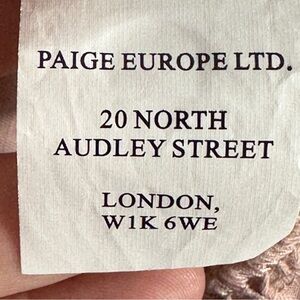 PAIGE EUROPE LTD.
20 NORTH
AUDLEY STREET
LONDON,
W1K 6WE